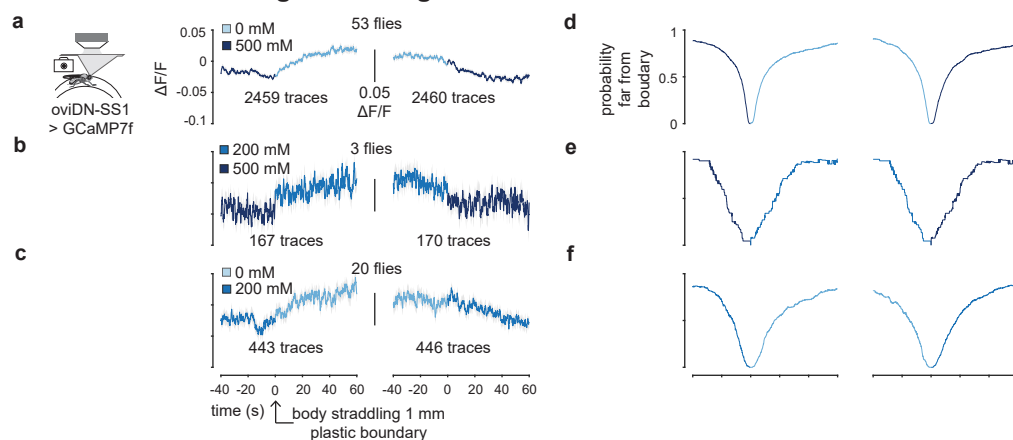 a
0 mM
500 mM
53 flies
ΔF/F
0.05
0
-0.05
-0.1
2459 traces
0.05
ΔF/F
2460 traces
oviDN-SS1
> GCaMP7f
b
200 mM
500 mM
3 flies
167 traces
170 traces
c
0 mM
200 mM
20 flies
443 traces
446 traces
-40 -20 0 20 40 60
-40 -20 0 20 40 60
time (s)
body straddling 1 mm
plastic boundary
d
probability
far from
boudary
1
0.5
0
e
f